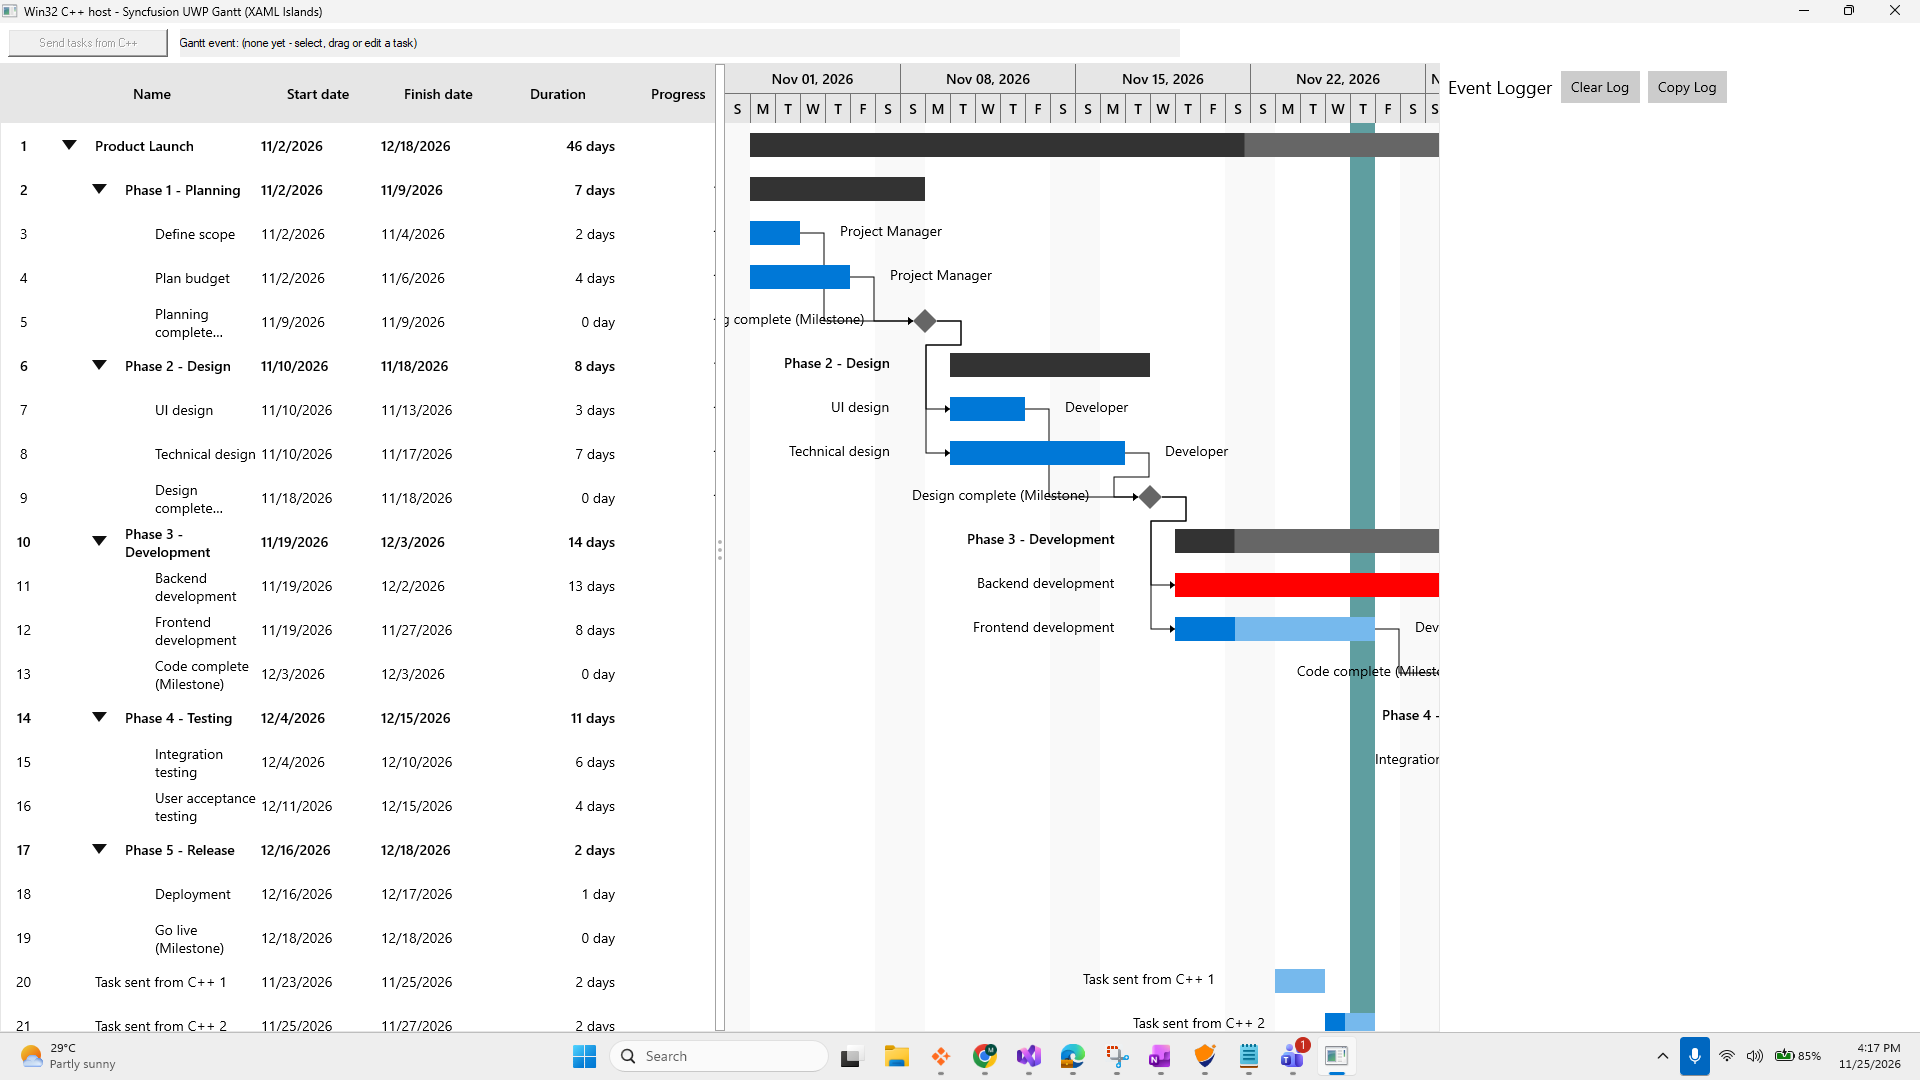 Win32 C++ host - Syncfusion UWP Gantt (XAML Islands)
Send tasks from C++
Gantt event: (none yet - select, drag or edit a task)
Name Start date Finish date Duration Progress
Nov 01, 2026 Nov 08, 2026 Nov 15, 2026 Nov 22, 2026 N
S M T W T F S S M T W T F S S M T W T F S S M T W T F S S
Event Logger Clear Log Copy Log
1 Product Launch 11/2/2026 12/18/2026 46 days
2 Phase 1 - Planning 11/2/2026 11/9/2026 7 days
3 Define scope 11/2/2026 11/4/2026 2 days Project Manager
4 Plan budget 11/2/2026 11/6/2026 4 days Project Manager
5 Planning
complete... 11/9/2026 11/9/2026 0 day g complete (Milestone)
6 Phase 2 - Design 11/10/2026 11/18/2026 8 days Phase 2 - Design
7 UI design 11/10/2026 11/13/2026 3 days UI design Developer
8 Technical design 11/10/2026 11/17/2026 7 days Technical design Developer
9 Design
complete... 11/18/2026 11/18/2026 0 day Design complete (Milestone)
10 Phase 3 -
Development 11/19/2026 12/3/2026 14 days Phase 3 - Development
11 Backend
development 11/19/2026 12/2/2026 13 days Backend development
12 Frontend
development 11/19/2026 11/27/2026 8 days Frontend development Dev
13 Code complete
(Milestone) 12/3/2026 12/3/2026 0 day Code complete (Milest
14 Phase 4 - Testing 12/4/2026 12/15/2026 11 days Phase 4 -
15 Integration
testing 12/4/2026 12/10/2026 6 days Integration
16 User acceptance
testing 12/11/2026 12/15/2026 4 days
17 Phase 5 - Release 12/16/2026 12/18/2026 2 days
18 Deployment 12/16/2026 12/17/2026 1 day
19 Go live
(Milestone) 12/18/2026 12/18/2026 0 day
20 Task sent from C++ 1 11/23/2026 11/25/2026 2 days Task sent from C++ 1
21 Task sent from C++ 2 11/25/2026 11/27/2026 2 days Task sent from C++ 2
29°C
Partly sunny
Search
1
85%
4:17 PM
11/25/2026